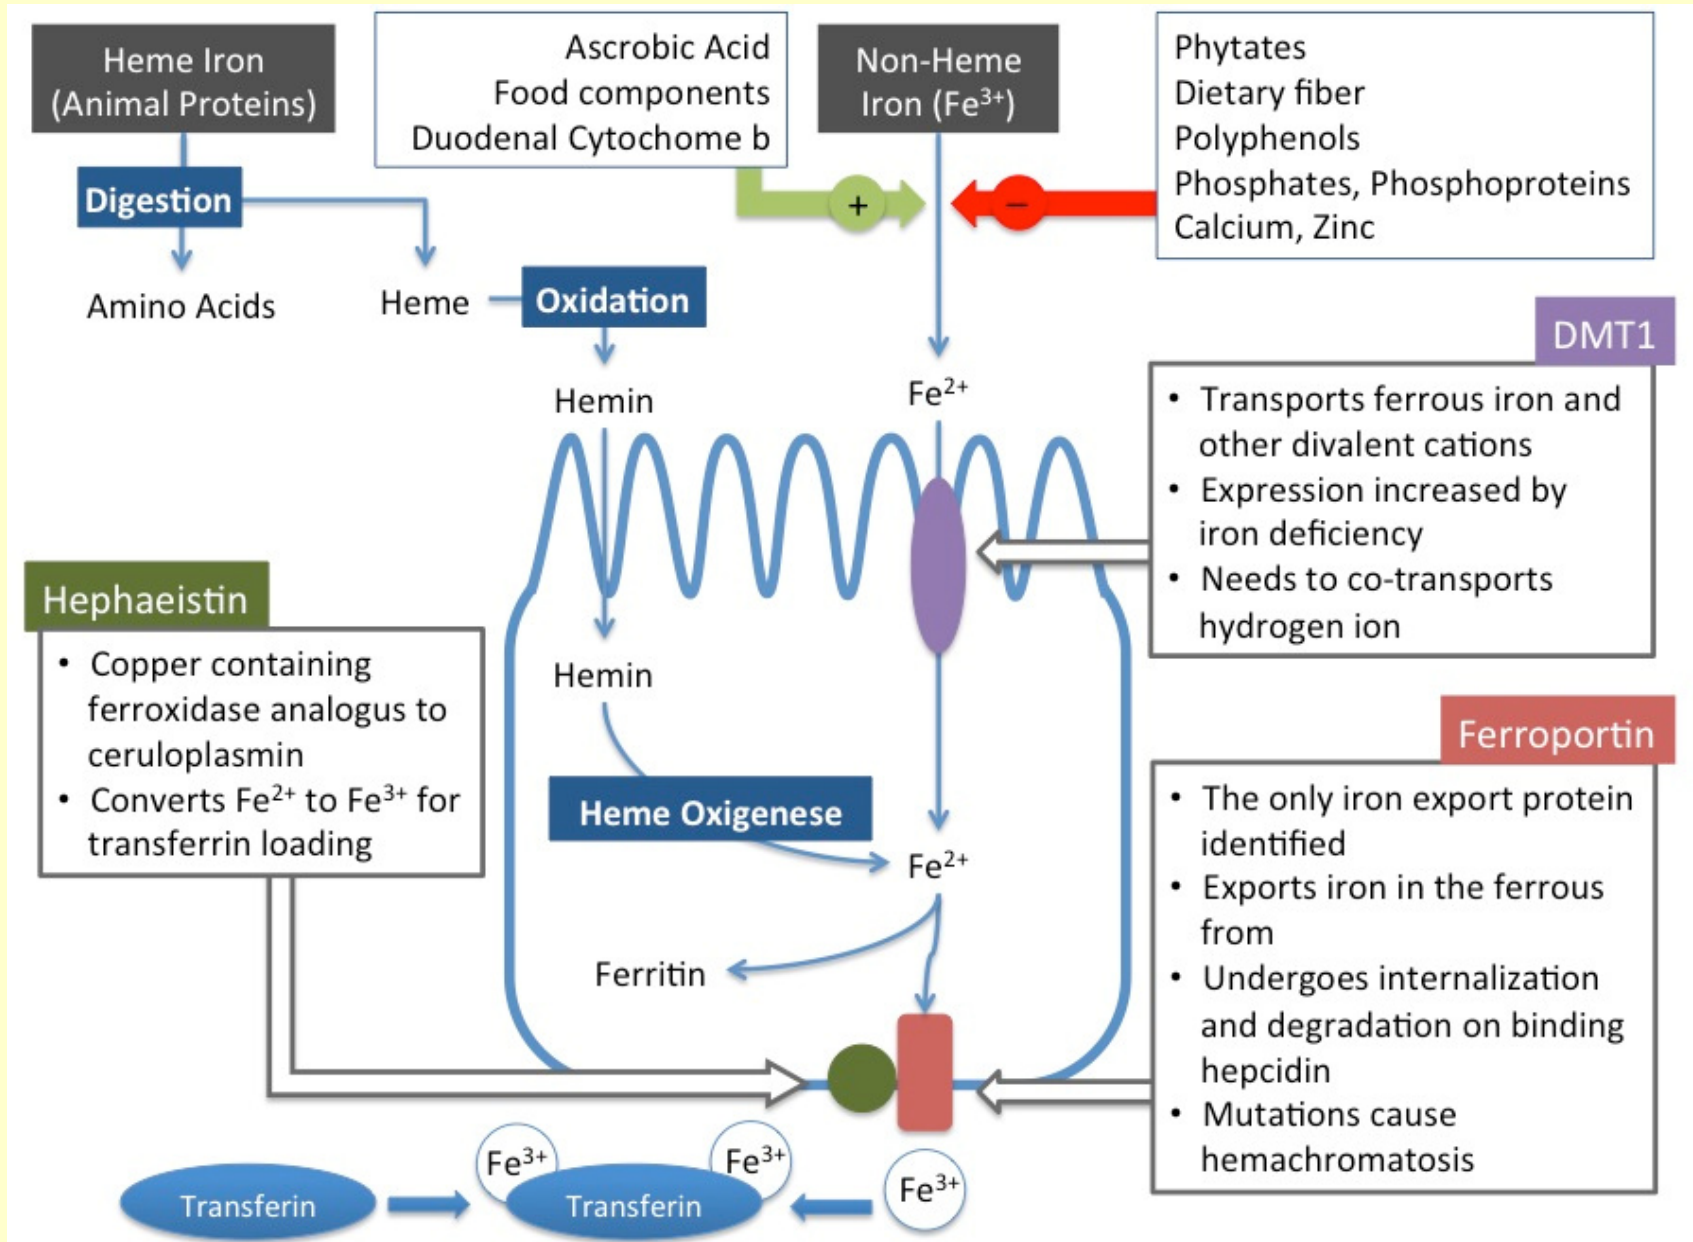 Heme Iron
(Animal Proteins)
Ascrobic Acid
Food components
Duodenal Cytochome b
Non-Heme
Iron (Fe³⁺)
Phytates
Dietary fiber
Polyphenols
Phosphates, Phosphoproteins
Calcium, Zinc
Digestion
+
−
Amino Acids
Heme
Oxidation
Hemin
Fe²⁺
DMT1
• Transports ferrous iron and
other divalent cations
• Expression increased by
iron deficiency
• Needs to co-transports
hydrogen ion
Hephaeistin
• Copper containing
ferroxidase analogus to
ceruloplasmin
• Converts Fe²⁺ to Fe³⁺ for
transferrin loading
Hemin
Heme Oxigenese
Fe²⁺
Ferritin
Ferroportin
• The only iron export protein
identified
• Exports iron in the ferrous
from
• Undergoes internalization
and degradation on binding
hepcidin
• Mutations cause
hemachromatosis
Fe³⁺
Fe³⁺
Fe³⁺
Transferin
Transferin